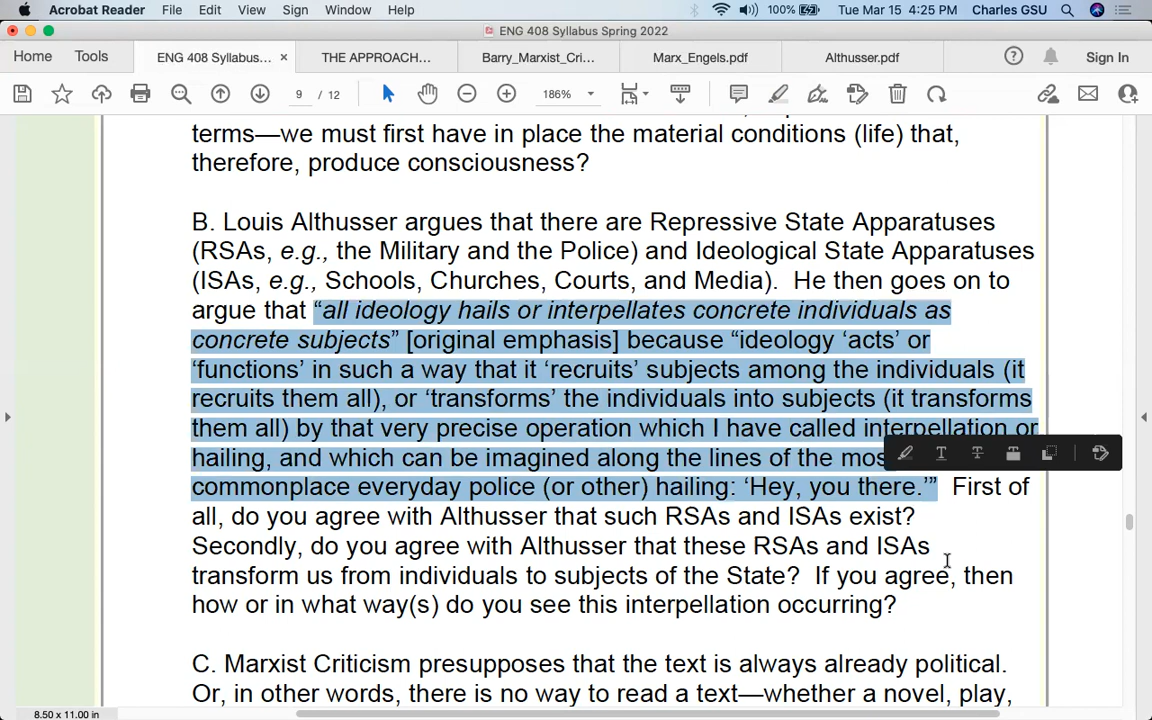 Acrobat Reader File Edit View Sign Window Help 100% Tue Mar 15 4:25 PM Charles GSU
ENG 408 Syllabus Spring 2022
Home Tools ENG 408 Syllabus... × THE APPROACH... Barry_Marxist_Cri... Marx_Engels.pdf Althusser.pdf Sign In
9 / 12 186%
terms—we must first have in place the material conditions (life) that,
therefore, produce consciousness?
B. Louis Althusser argues that there are Repressive State Apparatuses
(RSAs, e.g., the Military and the Police) and Ideological State Apparatuses
(ISAs, e.g., Schools, Churches, Courts, and Media). He then goes on to
argue that “all ideology hails or interpellates concrete individuals as
concrete subjects” [original emphasis] because “ideology ‘acts’ or
‘functions’ in such a way that it ‘recruits’ subjects among the individuals (it
recruits them all), or ‘transforms’ the individuals into subjects (it transforms
them all) by that very precise operation which I have called interpellation or
hailing, and which can be imagined along the lines of the mos
commonplace everyday police (or other) hailing: ‘Hey, you there.’” First of
all, do you agree with Althusser that such RSAs and ISAs exist?
Secondly, do you agree with Althusser that these RSAs and ISAs
transform us from individuals to subjects of the State? If you agree, then
how or in what way(s) do you see this interpellation occurring?
C. Marxist Criticism presupposes that the text is always already political.
Or, in other words, there is no way to read a text—whether a novel, play,
8.50 x 11.00 in